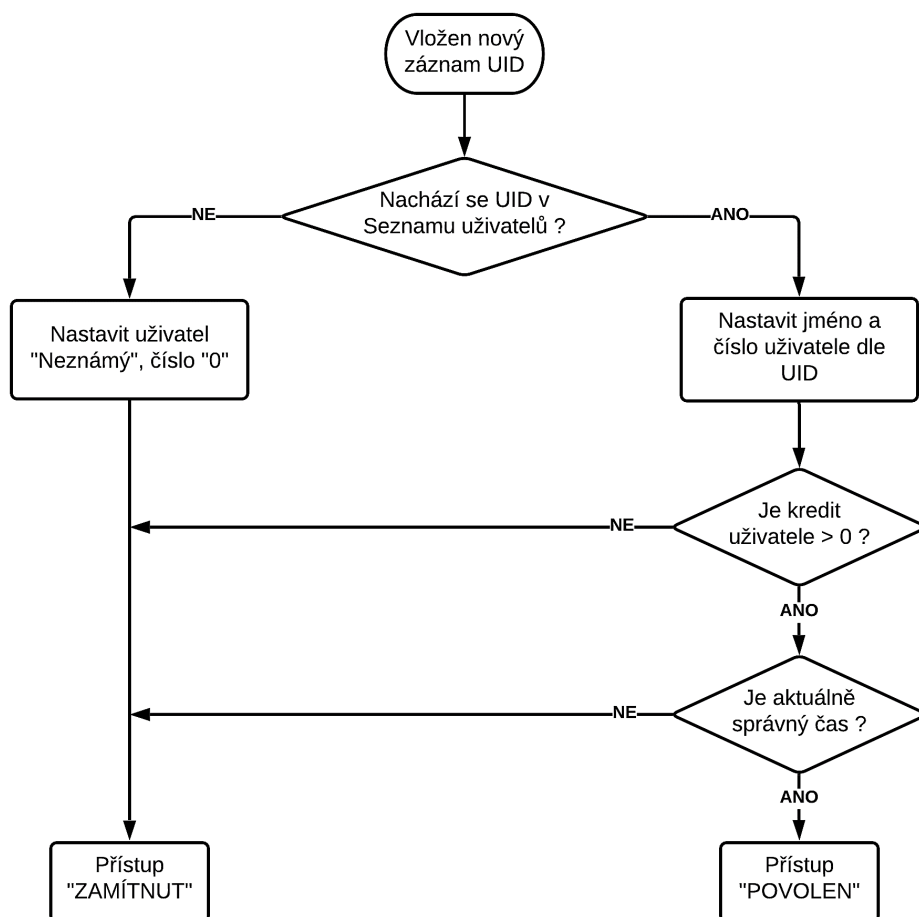 Vložen nový
záznam UID
Nachází se UID v
Seznamu uživatelů ?
NE
ANO
Nastavit uživatel
"Neznámý", číslo "0"
Nastavit jméno a
číslo uživatele dle
UID
Je kredit
uživatele > 0 ?
NE
ANO
Je aktuálně
správný čas ?
NE
ANO
Přístup
"ZAMÍTNUT"
Přístup
"POVOLEN"